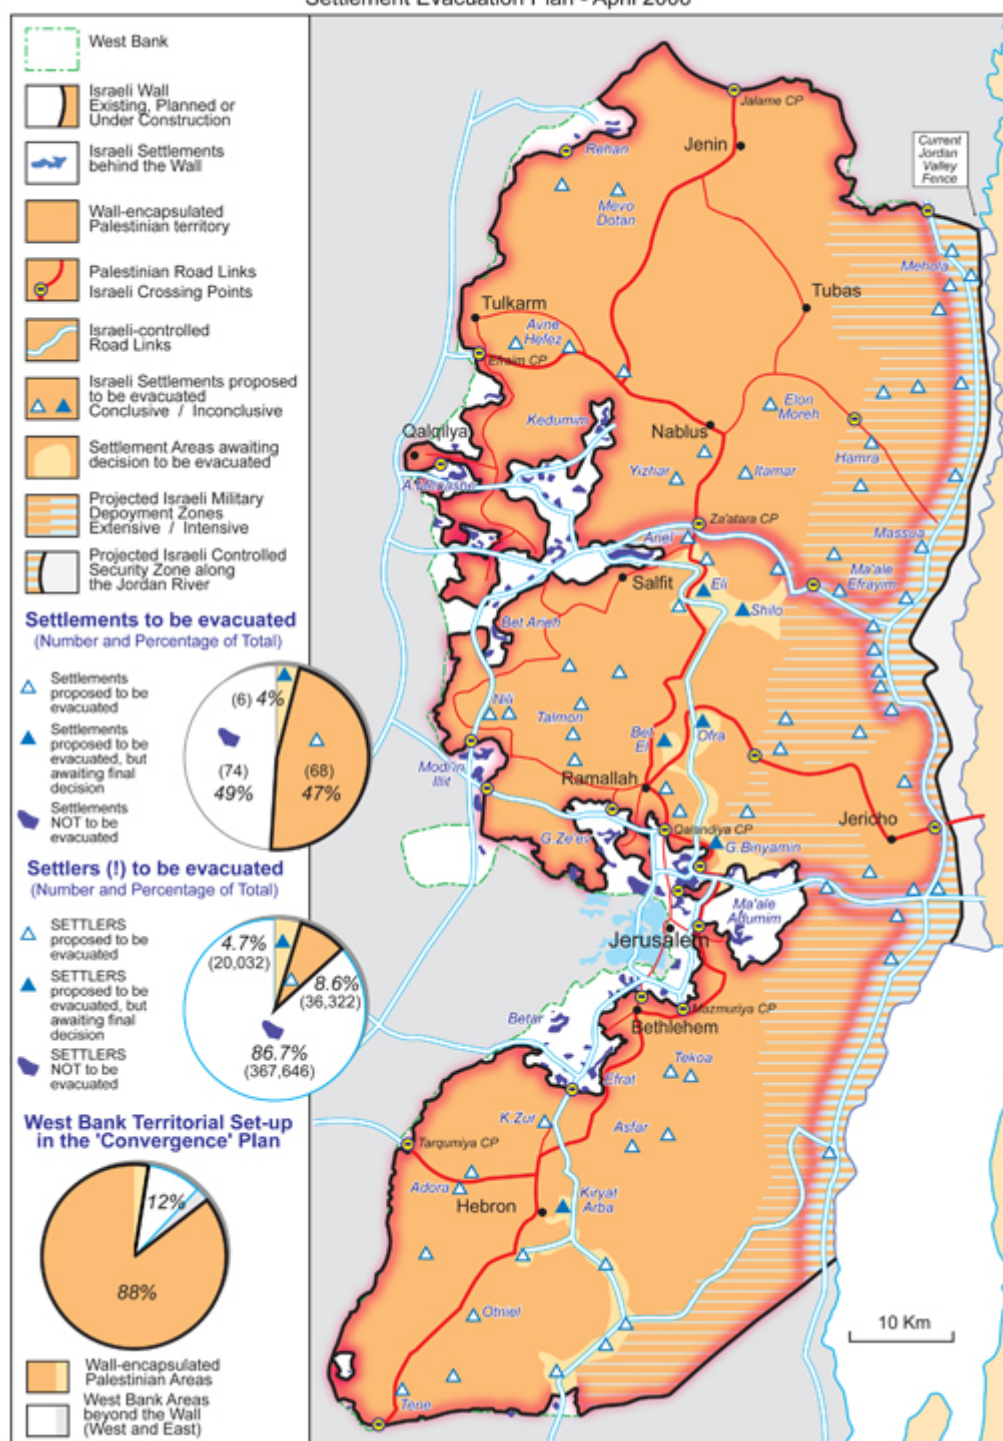 West Bank
Israeli Wall
Existing, Planned or
Under Construction
Israeli Settlements
behind the Wall
Wall-encapsulated
Palestinian territory
Palestinian Road Links
Israeli Crossing Points
Israeli-controlled
Road Links
Israeli Settlements proposed
to be evacuated
Conclusive / Inconclusive
Settlement Areas awaiting
decision to be evacuated
Projected Israeli Military
Depoyment Zones
Extensive / Intensive
Projected Israeli Controlled
Security Zone along
the Jordan River
Settlements to be evacuated
(Number and Percentage of Total)
Settlements
proposed to be
evacuated
Settlements
proposed to be
evacuated, but
awaiting final
decision
Settlements
NOT to be
evacuated
(6) 4%
(74)
49%
(68)
47%
Settlers (!) to be evacuated
(Number and Percentage of Total)
SETTLERS
proposed to be
evacuated
SETTLERS
proposed to be
evacuated, but
awaiting final
decision
SETTLERS
NOT to be
evacuated
4.7%
(20,032)
8.6%
(36,322)
86.7%
(367,646)
West Bank Territorial Set-up
in the 'Convergence' Plan
12%
88%
Wall-encapsulated
Palestinian Areas
West Bank Areas
beyond the Wall
(West and East)
Jalame CP
Jenin
Rehan
Mevo
Dotan
Current
Jordan
Valley
Fence
Mehola
Tubas
Tulkarm
Avne
Hefez
Efraim CP
Kedumim
Elon
Moreh
Nablus
Qalqilya
Hamra
Yizhar
Itamar
Za'atara CP
Massua
Ariel
Ma'ale
Efrayim
Salfit
Eli
Shilo
Bet Arieh
Nili
Talmon
Bet
El
Ofra
Modi'in
Illit
Ramallah
Jericho
Qalandiya CP
G.Ze'ev
G.Binyamin
Ma'ale
Adumim
Jerusalem
Mazmuriya CP
Betar
Bethlehem
Tekoa
Efrat
K.Zur
Asfar
Tarqumiya CP
Adora
Kiryat
Arba
Hebron
Otniel
10 Km
Tene